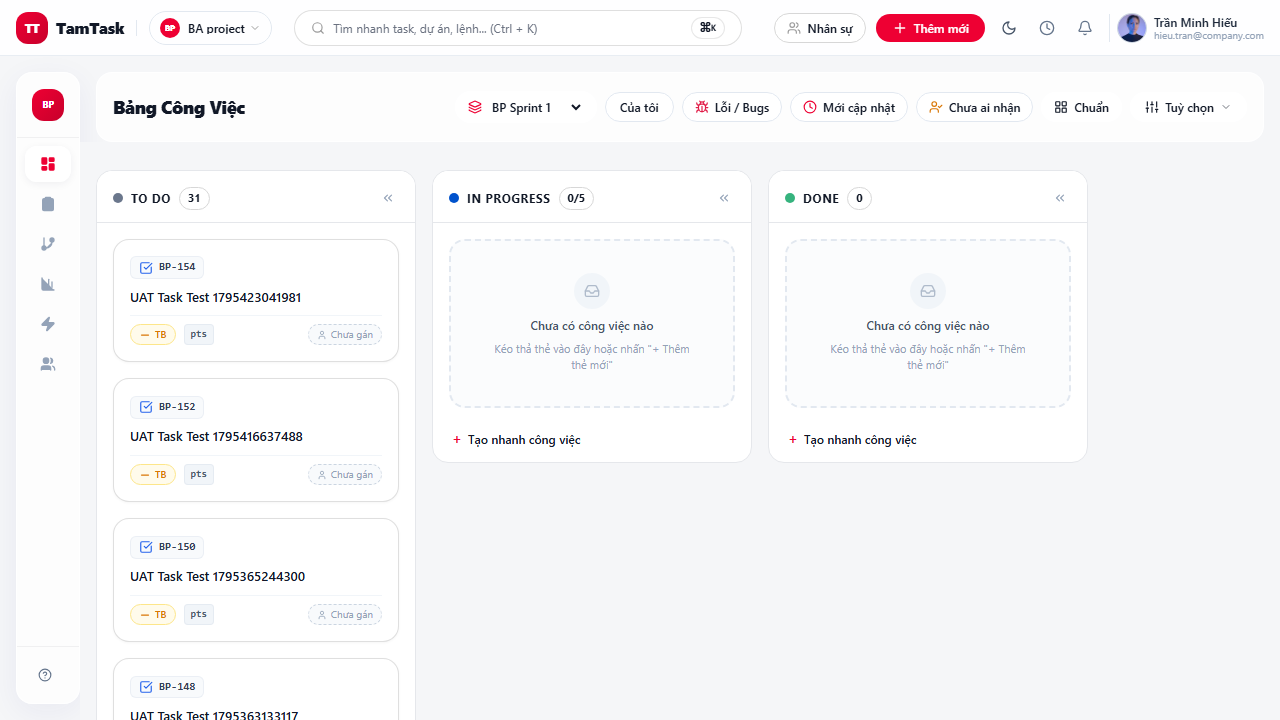 TT TamTask
BP BA project
Tìm nhanh task, dự án, lệnh... (Ctrl + K)
⌘K
Nhân sự
+ Thêm mới
Trần Minh Hiếu
hieu.tran@company.com
BP
Bảng Công Việc
BP Sprint 1
Của tôi
Lỗi / Bugs
Mới cập nhật
Chưa ai nhận
Chuẩn
Tuỳ chọn
TO DO 31
BP-154
UAT Task Test 1795423041981
TB pts Chưa gán
BP-152
UAT Task Test 1795416637488
TB pts Chưa gán
BP-150
UAT Task Test 1795365244300
TB pts Chưa gán
BP-148
UAT Task Test 1795363133117
IN PROGRESS 0/5
Chưa có công việc nào
Kéo thả thẻ vào đây hoặc nhấn "+ Thêm
thẻ mới"
+ Tạo nhanh công việc
DONE 0
Chưa có công việc nào
Kéo thả thẻ vào đây hoặc nhấn "+ Thêm
thẻ mới"
+ Tạo nhanh công việc